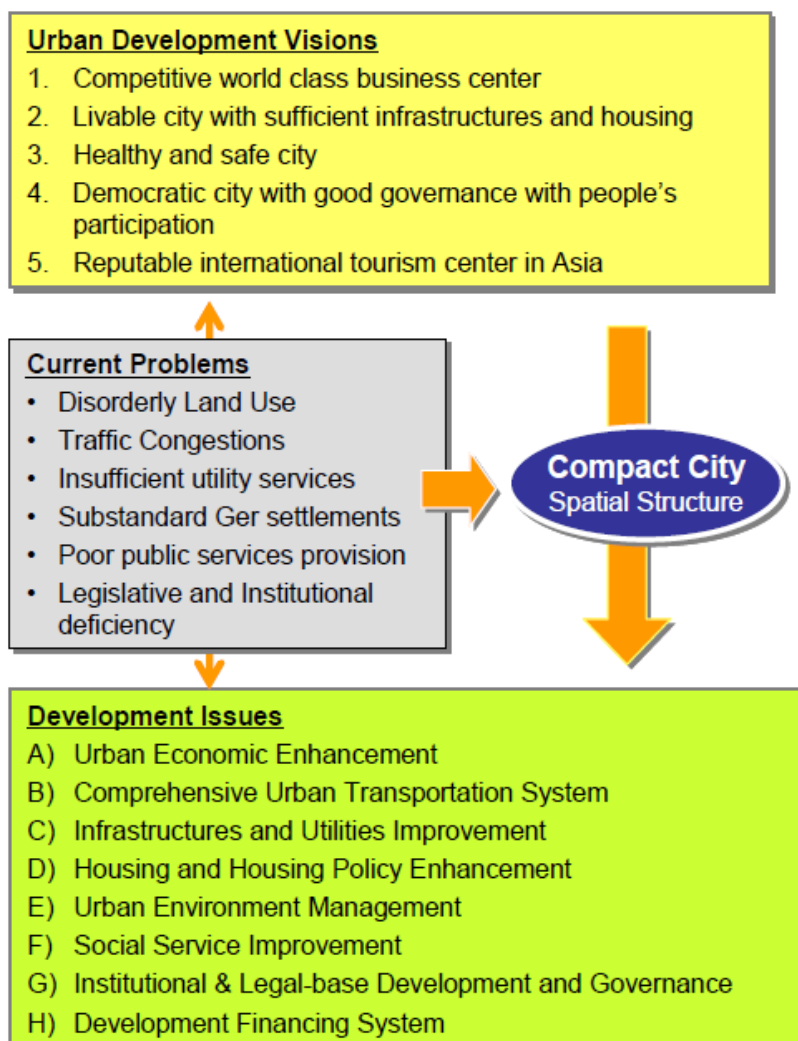 Urban Development Visions
1. Competitive world class business center
2. Livable city with sufficient infrastructures and housing
3. Healthy and safe city
4. Democratic city with good governance with people's
participation
5. Reputable international tourism center in Asia
Current Problems
• Disorderly Land Use
• Traffic Congestions
• Insufficient utility services
• Substandard Ger settlements
• Poor public services provision
• Legislative and Institutional
deficiency
Compact City
Spatial Structure
Development Issues
A) Urban Economic Enhancement
B) Comprehensive Urban Transportation System
C) Infrastructures and Utilities Improvement
D) Housing and Housing Policy Enhancement
E) Urban Environment Management
F) Social Service Improvement
G) Institutional & Legal-base Development and Governance
H) Development Financing System